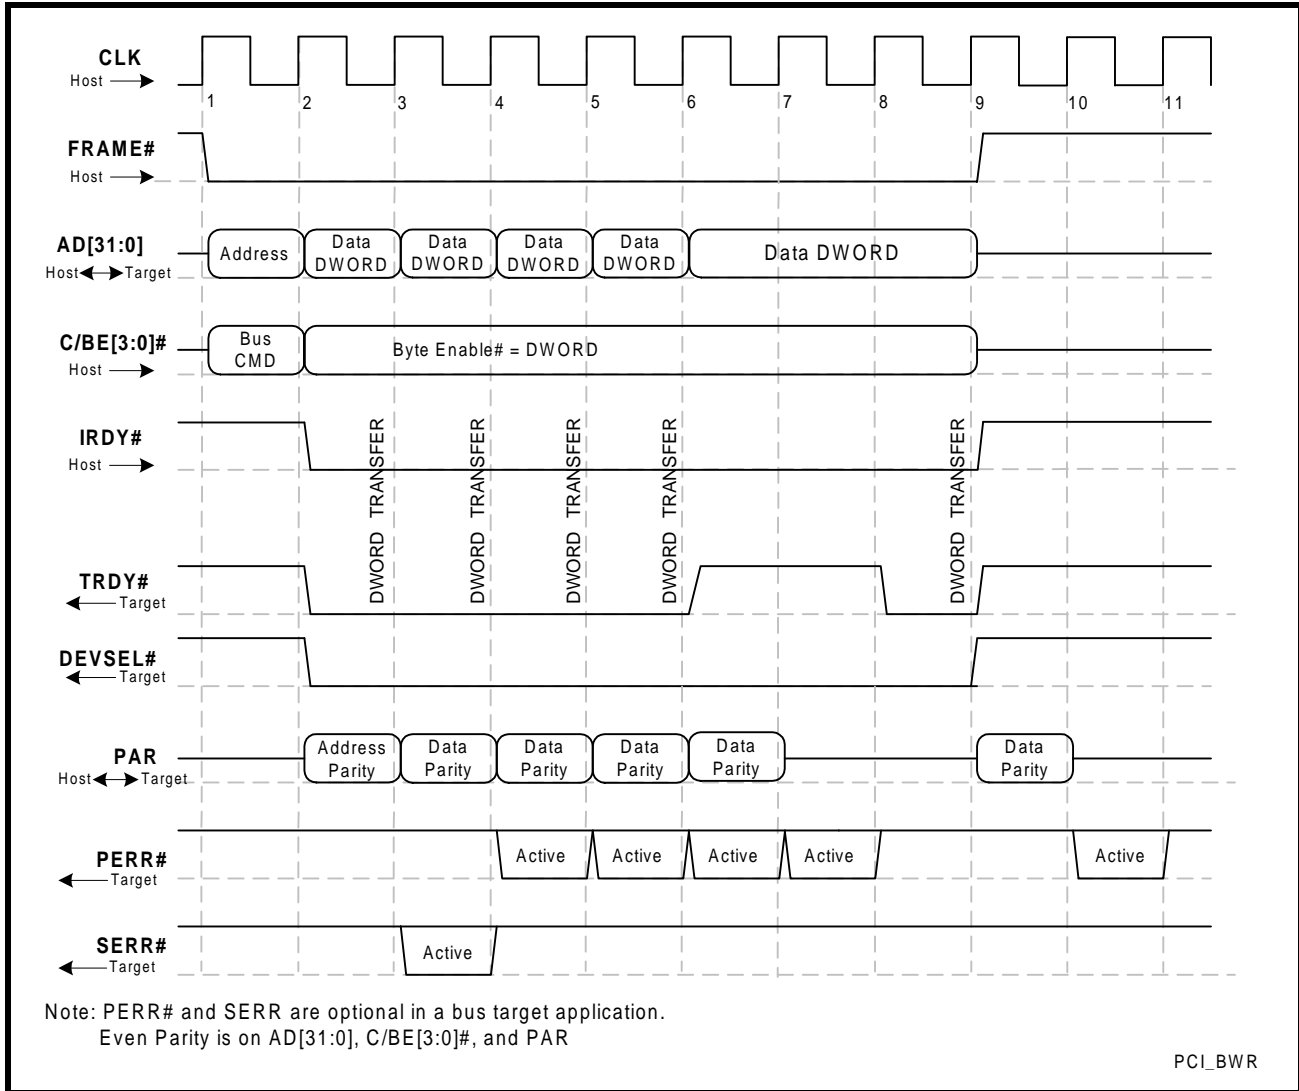 CLK
Host
1 2 3 4 5 6 7 8 9 10 11
FRAME#
Host
AD[31:0]
Host Target
Address
Data
DWORD
Data
DWORD
Data
DWORD
Data
DWORD
Data DWORD
C/BE[3:0]#
Host
Bus
CMD
Byte Enable# = DWORD
IRDY#
Host
DWORD TRANSFER
DWORD TRANSFER
DWORD TRANSFER
DWORD TRANSFER
DWORD TRANSFER
TRDY#
Target
DEVSEL#
Target
PAR
Host Target
Address
Parity
Data
Parity
Data
Parity
Data
Parity
Data
Parity
Data
Parity
PERR#
Target
Active
Active
Active
Active
Active
SERR#
Target
Active
Note: PERR# and SERR are optional in a bus target application.
Even Parity is on AD[31:0], C/BE[3:0]#, and PAR
PCI_BWR